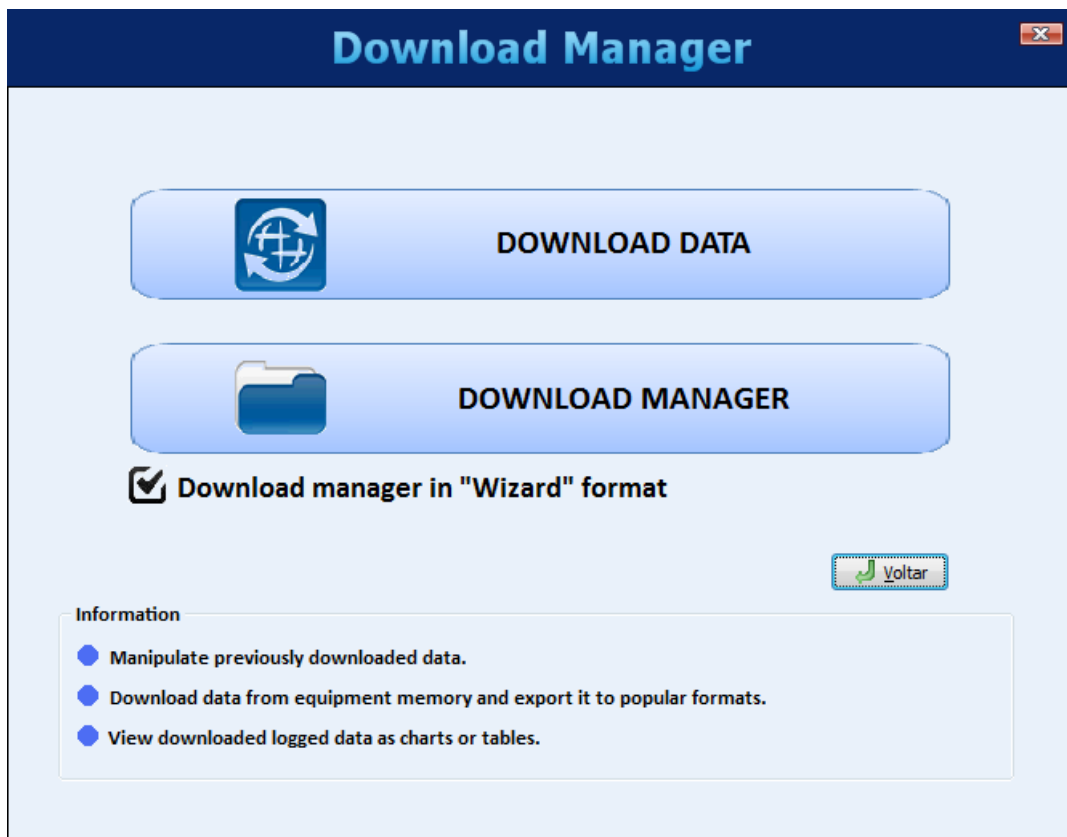 Download Manager
DOWNLOAD DATA
DOWNLOAD MANAGER
Download manager in "Wizard" format
Voltar
Information
Manipulate previously downloaded data.
Download data from equipment memory and export it to popular formats.
View downloaded logged data as charts or tables.